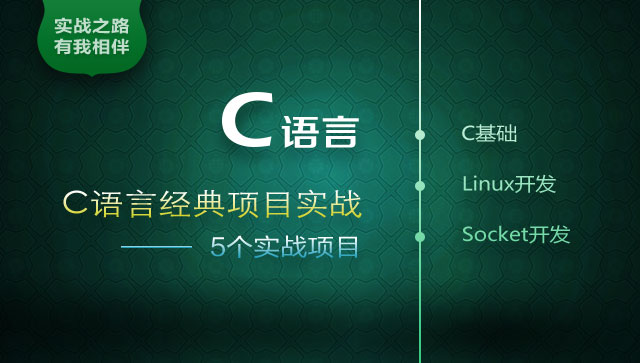 实战之路
有我相伴
C语言
C语言经典项目实战
5个实战项目
C基础
Linux开发
Socket开发